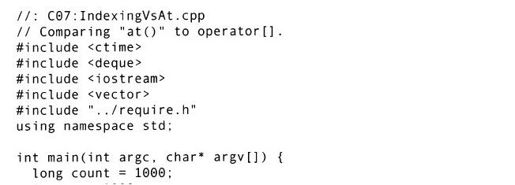 //: C07:IndexingVsAt.cpp
// Comparing "at()" to operator[].
#include <ctime>
#include <deque>
#include <iostream>
#include <vector>
#include "../require.h"
using namespace std;

int main(int argc, char* argv[]) {
  long count = 1000;